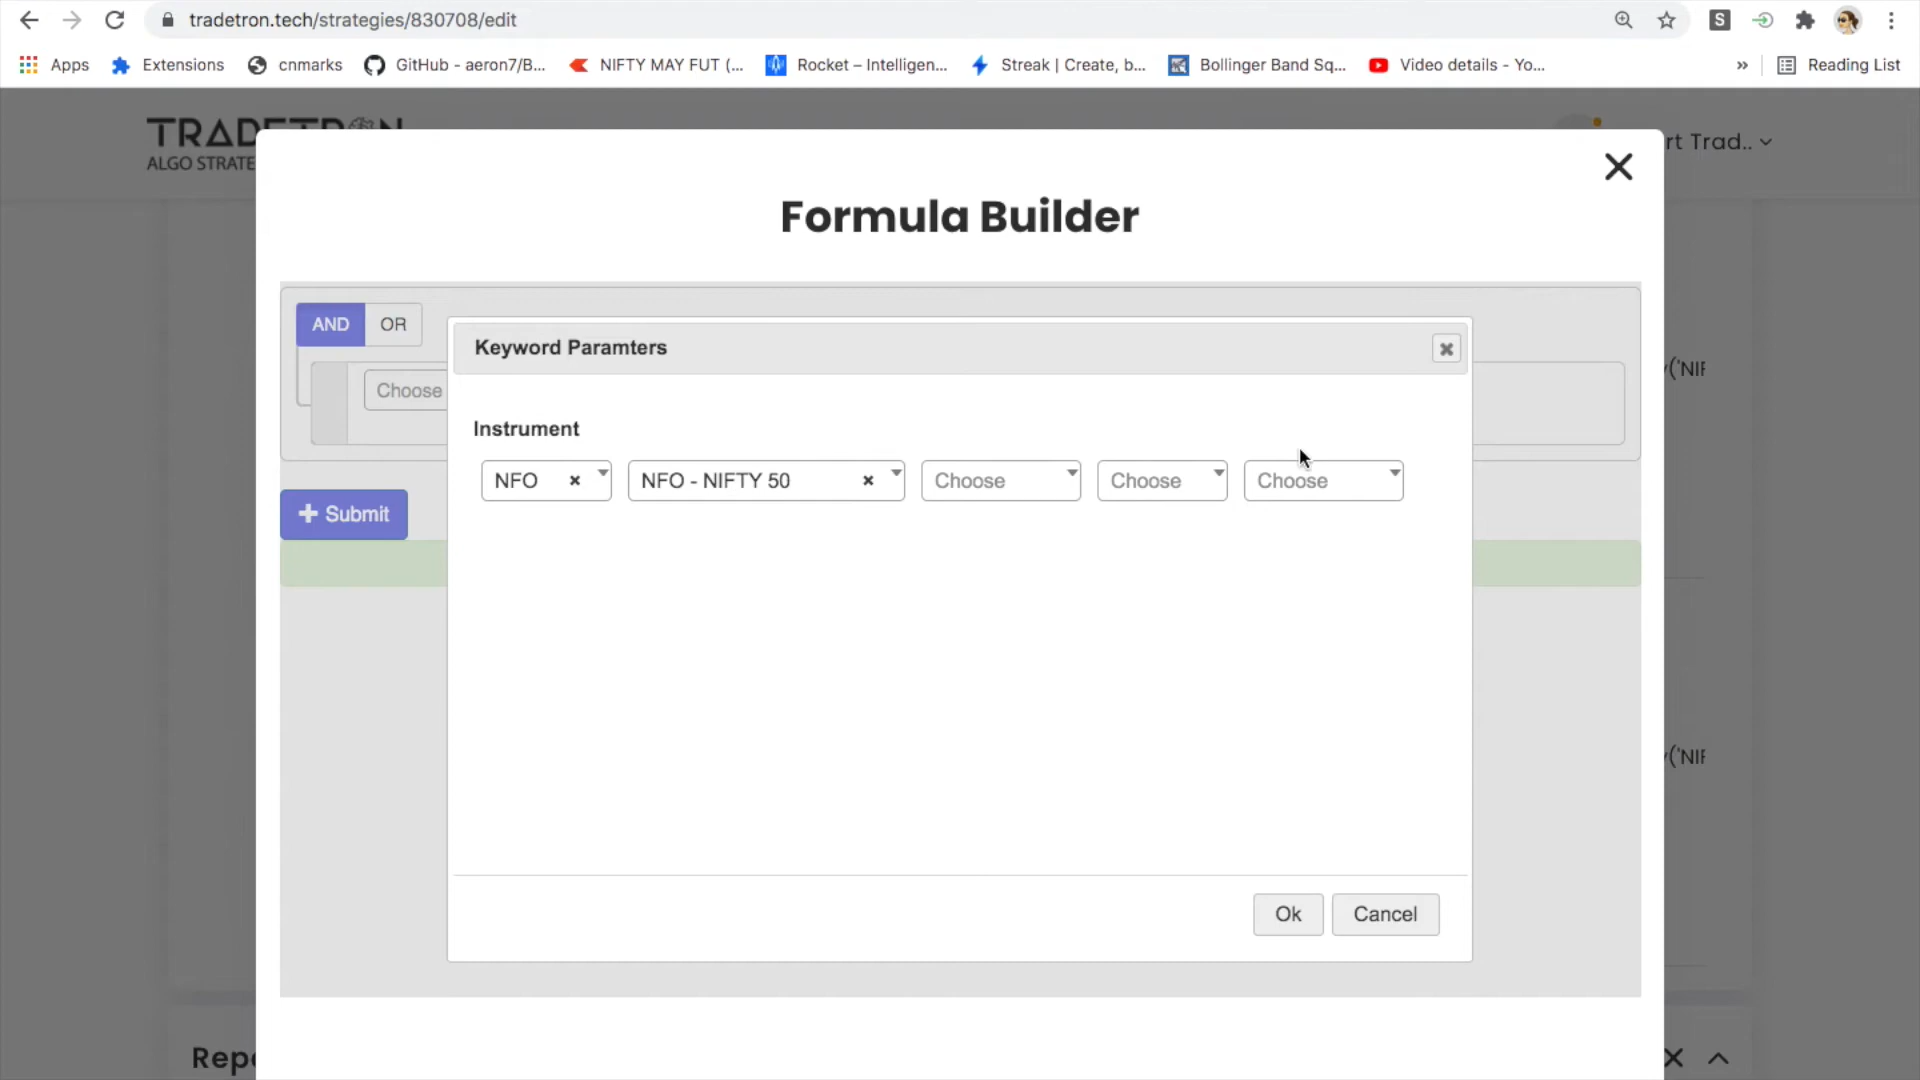 tradetron.tech/strategies/830708/edit
S
Apps Extensions cnmarks GitHub - aeron7/B... NIFTY MAY FUT (... Rocket – Intelligen... Streak | Create, b... Bollinger Band Sq... Video details - Yo... » Reading List
ALGO STRATE
rt Trad..
Formula Builder
AND OR
Keyword Paramters
Choose
('NIF
Instrument
NFO NFO - NIFTY 50 Choose Choose Choose
+ Submit
('NIF
Ok Cancel
Repo